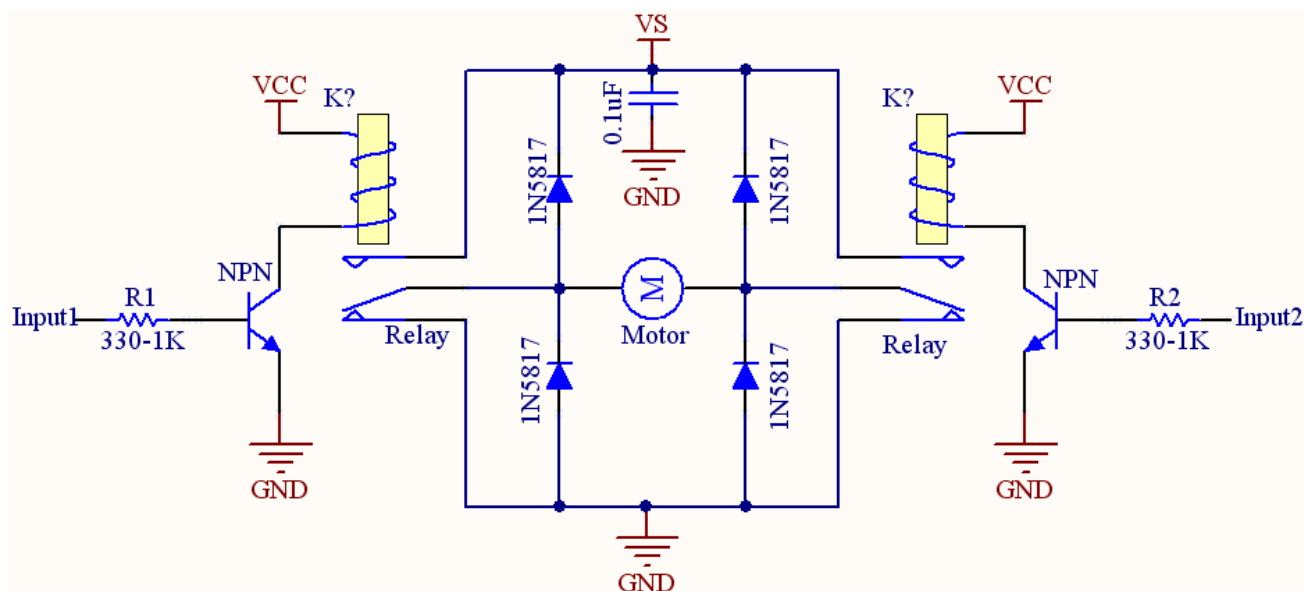 VS
VCC
K?
0.1uF
K?
VCC
1N5817
1N5817
GND
NPN
NPN
Input1
R1
330-1K
Relay
M
Motor
Relay
R2
330-1K
Input2
1N5817
1N5817
GND
GND
GND